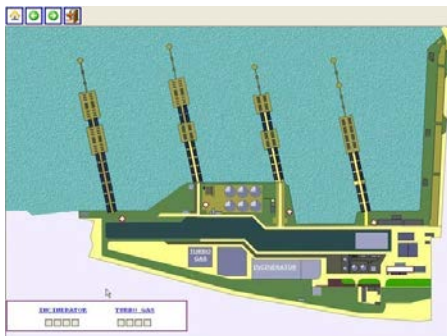 TURBO
GAS
INCINERATOR
INCINERATOR TURBO GAS